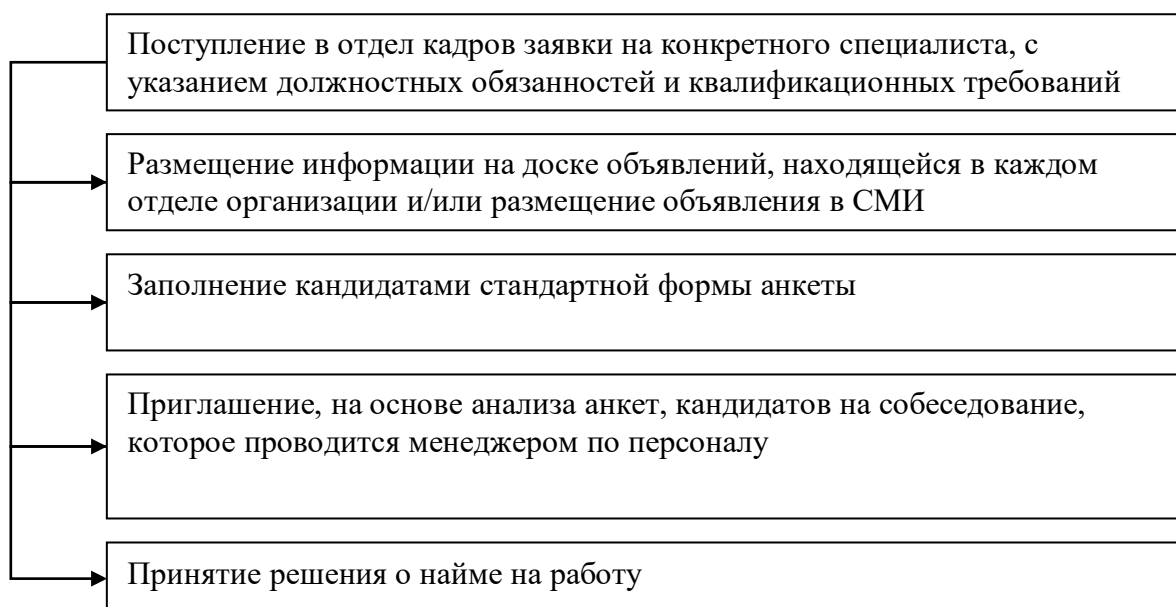 Поступление в отдел кадров заявки на конкретного специалиста, с
указанием должностных обязанностей и квалификационных требований
Размещение информации на доске объявлений, находящейся в каждом
отделе организации и/или размещение объявления в СМИ
Заполнение кандидатами стандартной формы анкеты
Приглашение, на основе анализа анкет, кандидатов на собеседование,
которое проводится менеджером по персоналу
Принятие решения о найме на работу